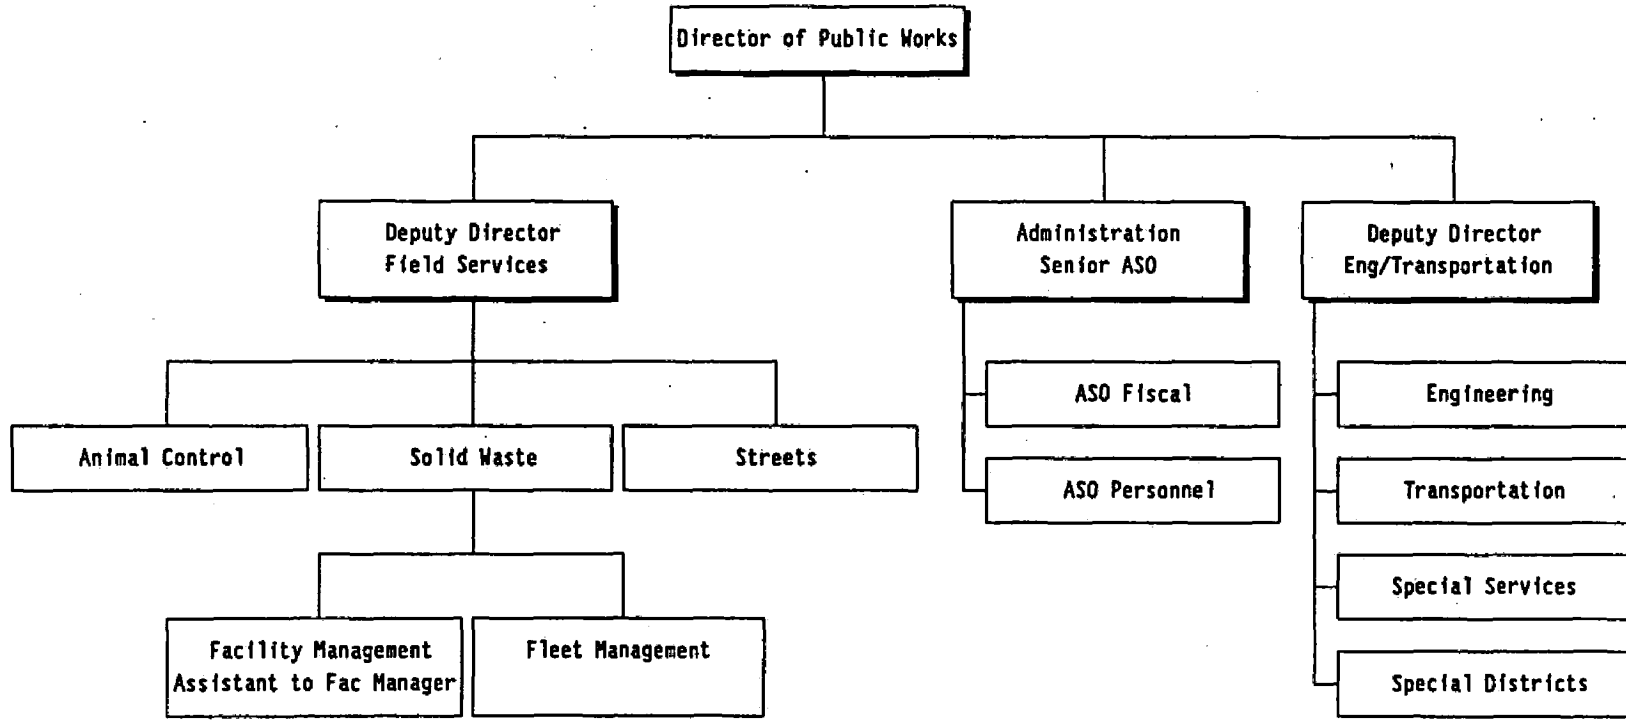 Director of Public Works
Deputy Director
Field Services
Administration
Senior ASO
Deputy Director
Eng/Transportation
Animal Control
Solid Waste
Streets
ASO Fiscal
ASO Personnel
Engineering
Transportation
Special Services
Special Districts
Facility Management
Assistant to Fac Manager
Fleet Management